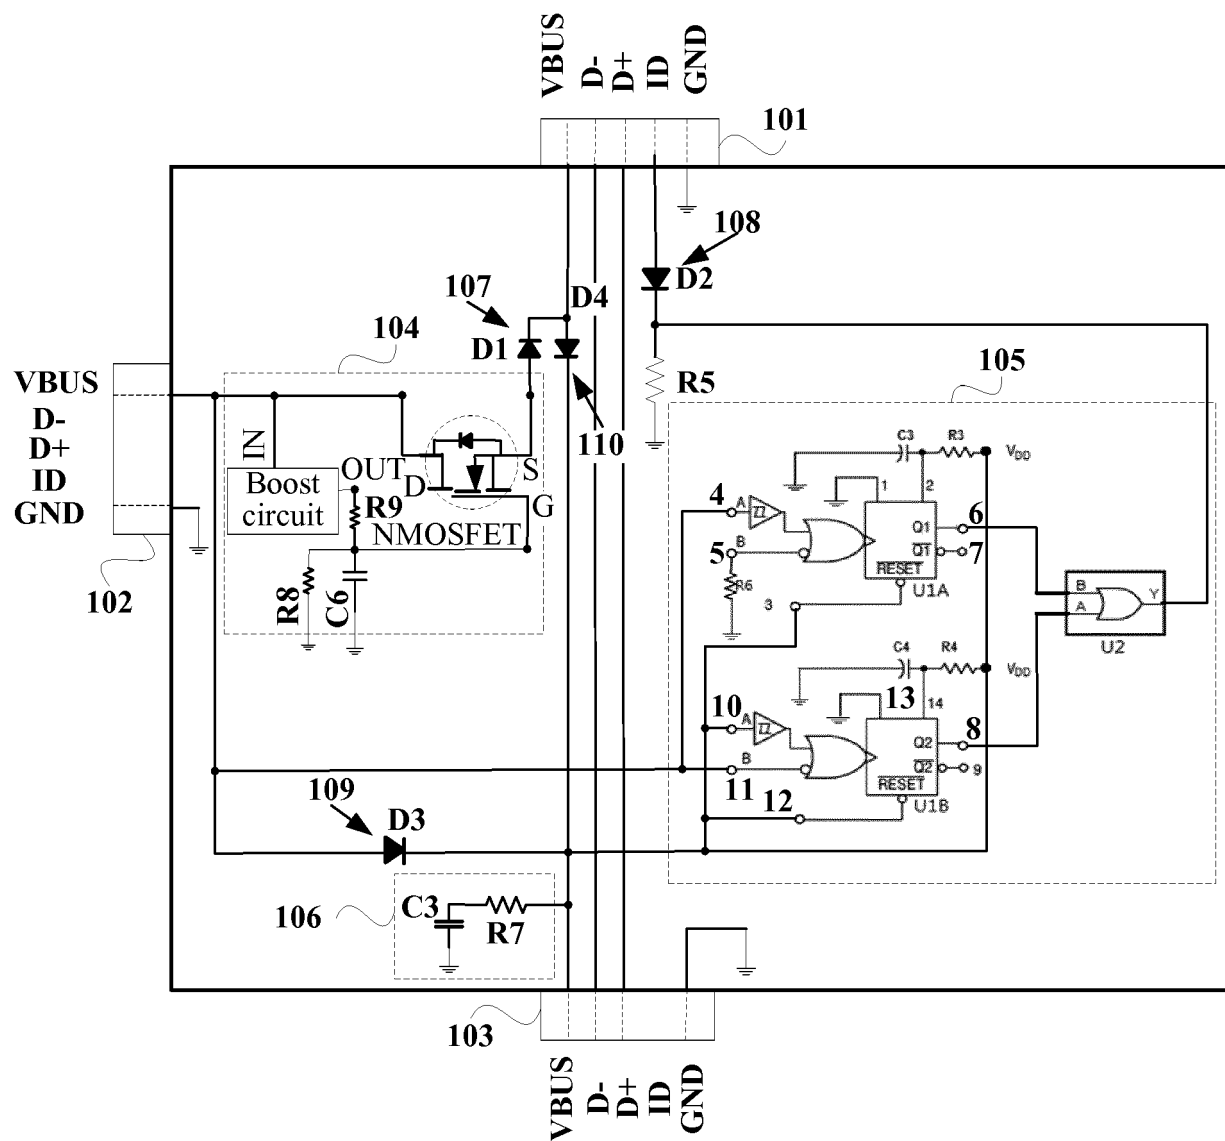 VBUS
D-
D+
ID
GND
101
108
D2
107
D4
D1
104
R5
105
110
VBUS
D-
D+
ID
GND
102
IN
Boost
circuit
OUT
R9
D
S
G
NMOSFET
R8
C6
C3
R3
VDD
1
2
4
A
5
B
R6
3
Q1
6
Q1
7
RESET
U1A
B
A
Y
U2
C4
R4
VDD
13
14
10
A
11
B
12
Q2
8
Q2
9
RESET
U1B
109
D3
106
C3
R7
103
VBUS
D-
D+
ID
GND